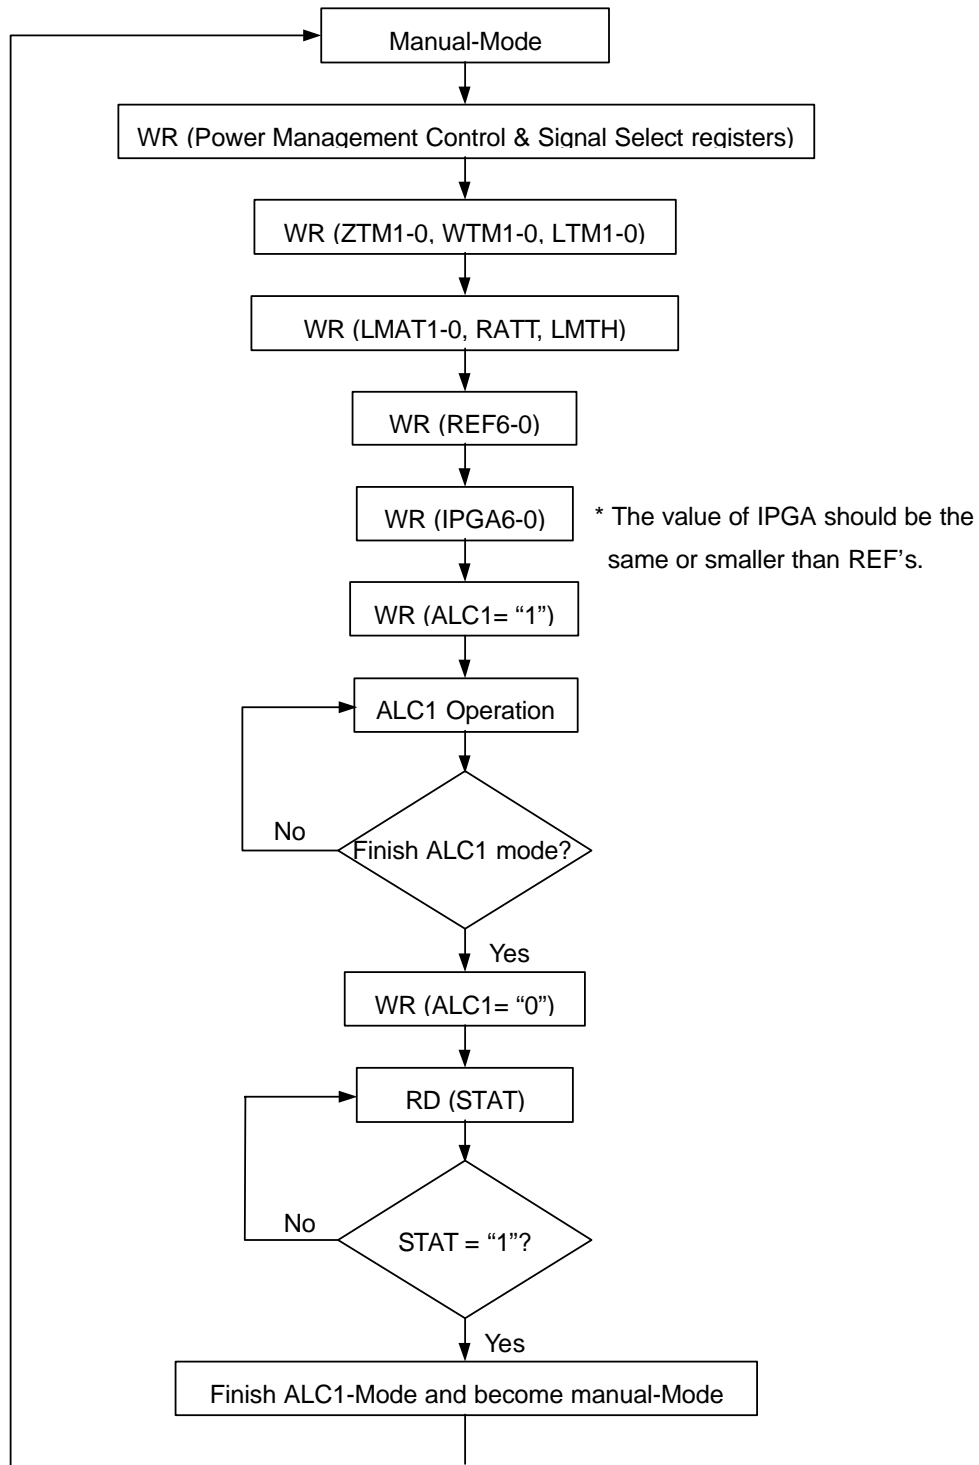 Manual-Mode
WR (Power Management Control & Signal Select registers)
WR (ZTM1-0, WTM1-0, LTM1-0)
WR (LMAT1-0, RATT, LMTH)
WR (REF6-0)
WR (IPGA6-0)
* The value of IPGA should be the
same or smaller than REF’s.
WR (ALC1= “1”)
ALC1 Operation
No
Finish ALC1 mode?
Yes
WR (ALC1= “0”)
RD (STAT)
No
STAT = “1”?
Yes
Finish ALC1-Mode and become manual-Mode